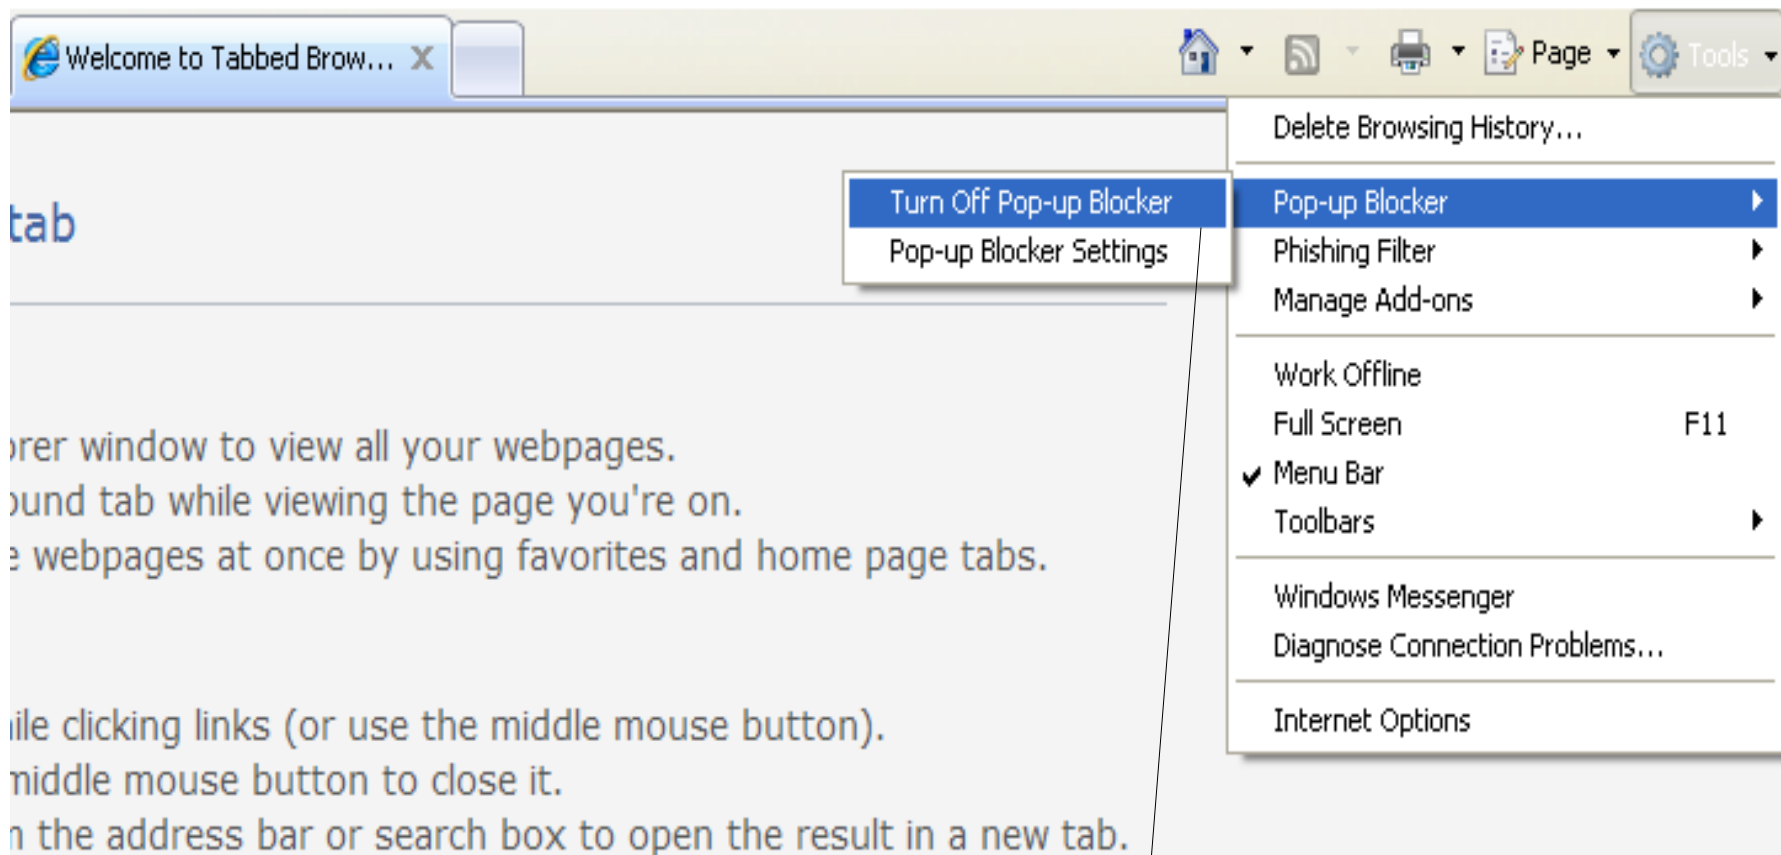 Welcome to Tabbed Brow...
Page
Tools
Delete Browsing History...
Turn Off Pop-up Blocker
Pop-up Blocker Settings
Pop-up Blocker
Phishing Filter
Manage Add-ons
Work Offline
Full Screen F11
Menu Bar
Toolbars
Windows Messenger
Diagnose Connection Problems...
Internet Options
tab
window to view all your webpages.
tab while viewing the page you're on.
webpages at once by using favorites and home page tabs.
clicking links (or use the middle mouse button).
middle mouse button to close it.
the address bar or search box to open the result in a new tab.